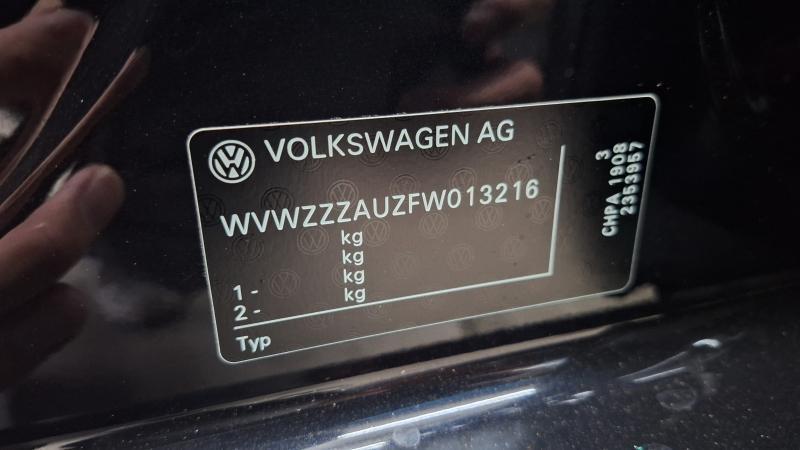 VOLKSWAGEN AG
WVWZZZAUZFW013216
kg
kg
1 - kg
2 - kg
Typ
3
CHPA 1908
2353957